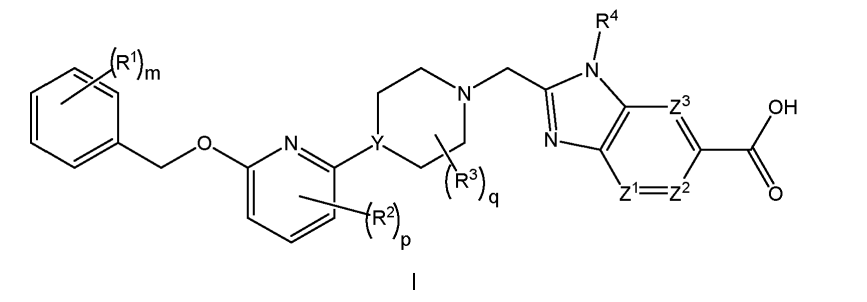 R⁴
(R¹)m
N
N
Z³
OH
O
N
Y
N
(R³)q
Z¹
Z²
O
(R²)p
I